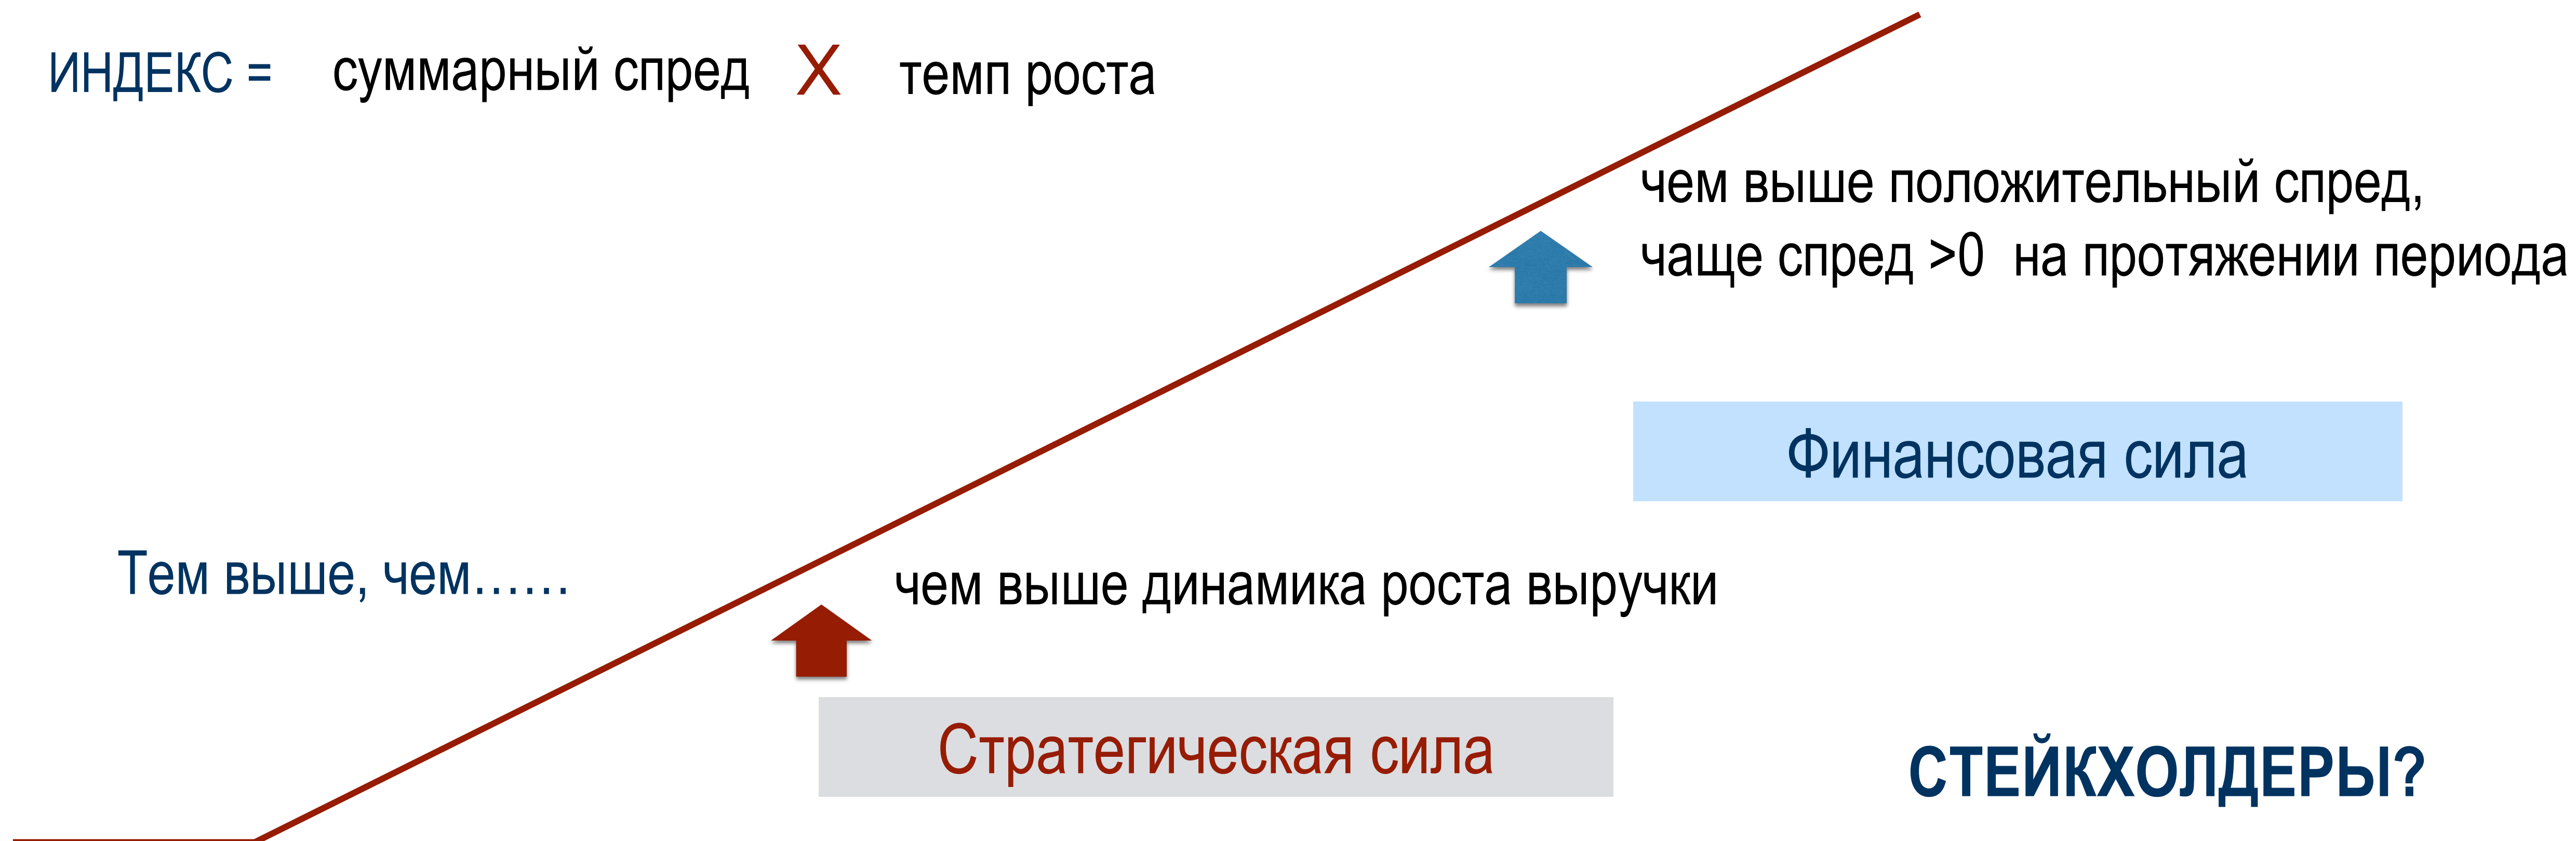 ИНДЕКС = суммарный спред X темп роста
чем выше положительный спред,
чаще спред >0 на протяжении периода
Финансовая сила
Тем выше, чем……
чем выше динамика роста выручки
Стратегическая сила
СТЕЙКХОЛДЕРЫ?